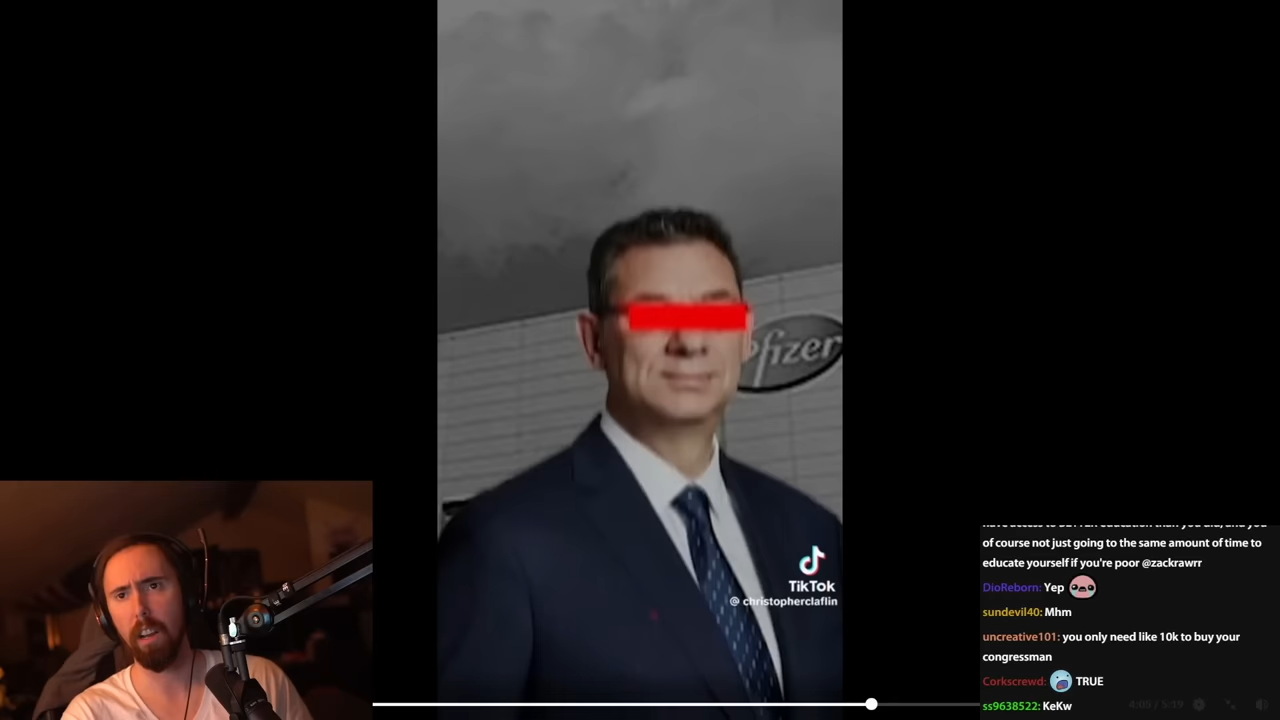 pfizer
TikTok
@ christopherclaflin
of course not just going to the same amount of time to
educate yourself if you're poor @zackrawrr
DioReborn: Yep
sundevil40: Mhm
uncreative101: you only need like 10k to buy your
congressman
Corkscrewd: TRUE
ss9638522: KeKw